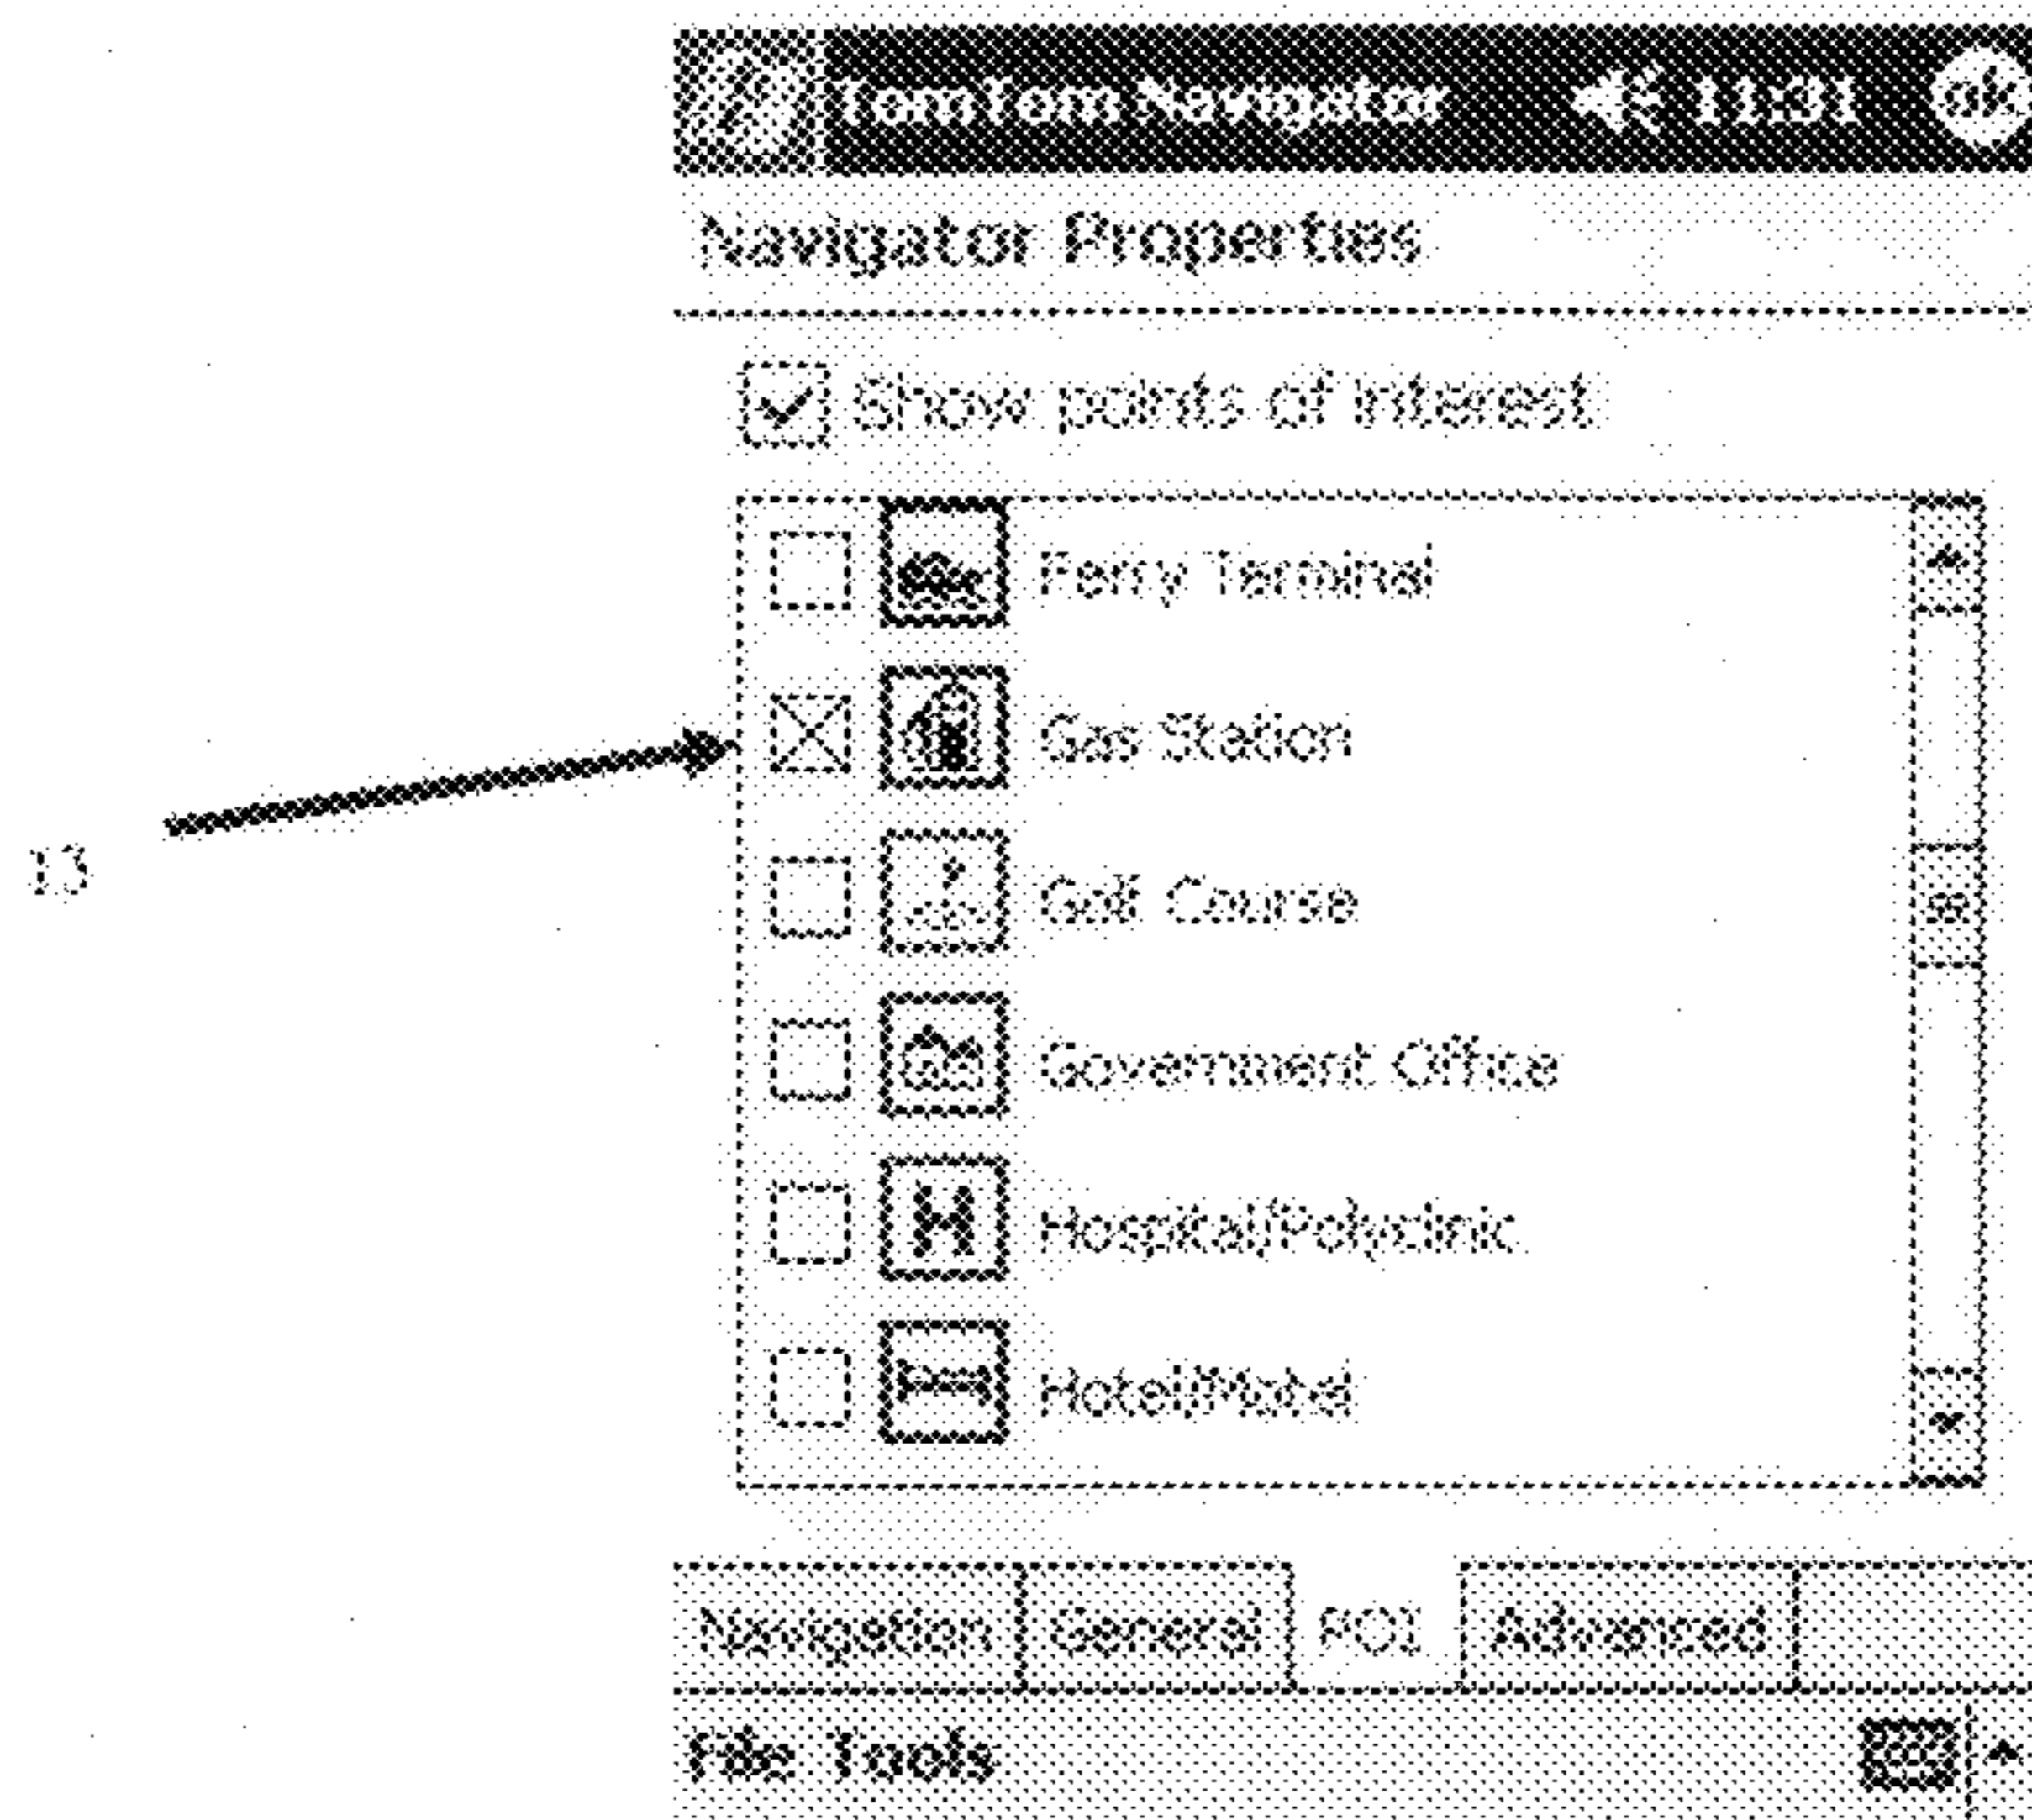 TomTom Navigator 11:31 ok
Navigator Properties
Show points of interest
Ferry Terminal
Gas Station
13
Golf Course
Government Office
H Hospital/Polyclinic
Hotel/Motel
Navigation General POI Advanced
File Tools